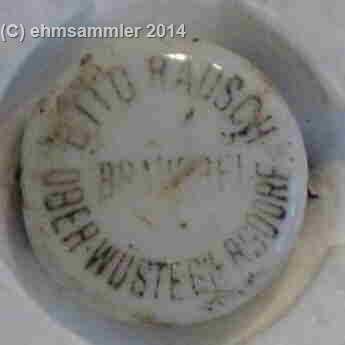 (C) ehmsammler 2014
OTTO RAUSCH
BRAUEREI
OBER-WÜSTEGIERSDORF